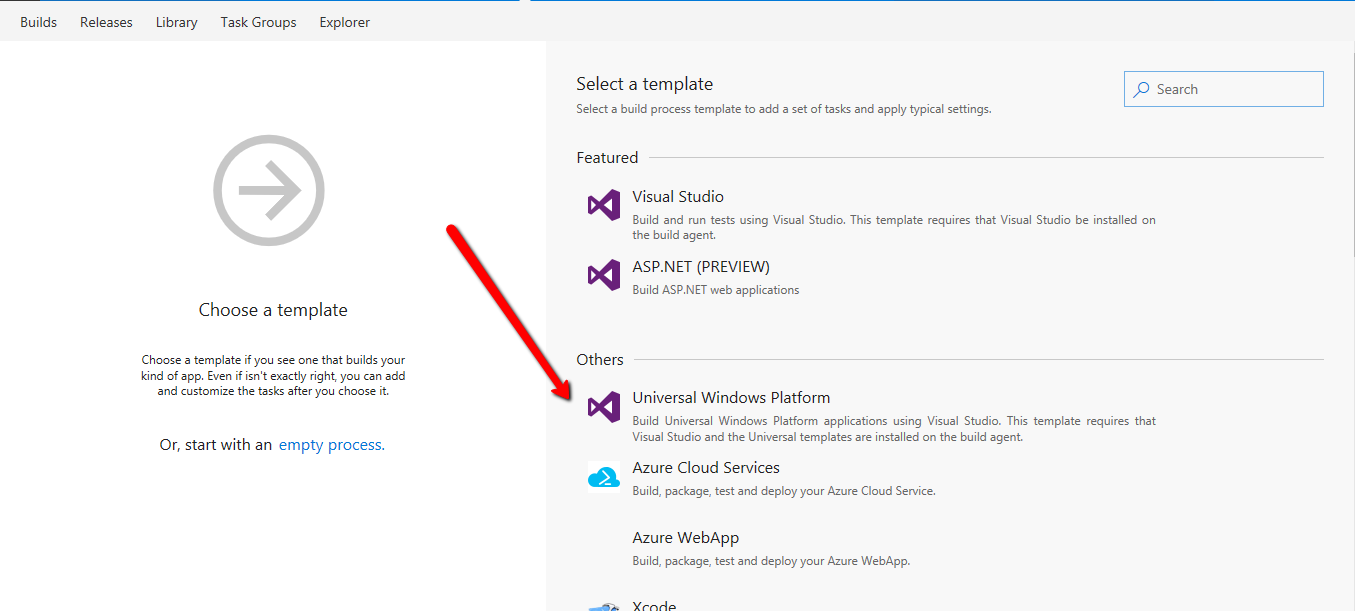 Builds Releases Library Task Groups Explorer
Choose a template
Choose a template if you see one that builds your
kind of app. Even if isn't exactly right, you can add
and customize the tasks after you choose it.
Or, start with an empty process.
Select a template
Search
Select a build process template to add a set of tasks and apply typical settings.
Featured
Visual Studio
Build and run tests using Visual Studio. This template requires that Visual Studio be installed on
the build agent.
ASP.NET (PREVIEW)
Build ASP.NET web applications
Others
Universal Windows Platform
Build Universal Windows Platform applications using Visual Studio. This template requires that
Visual Studio and the Universal templates are installed on the build agent.
Azure Cloud Services
Build, package, test and deploy your Azure Cloud Service.
Azure WebApp
Build, package, test and deploy your Azure WebApp.
Xcode